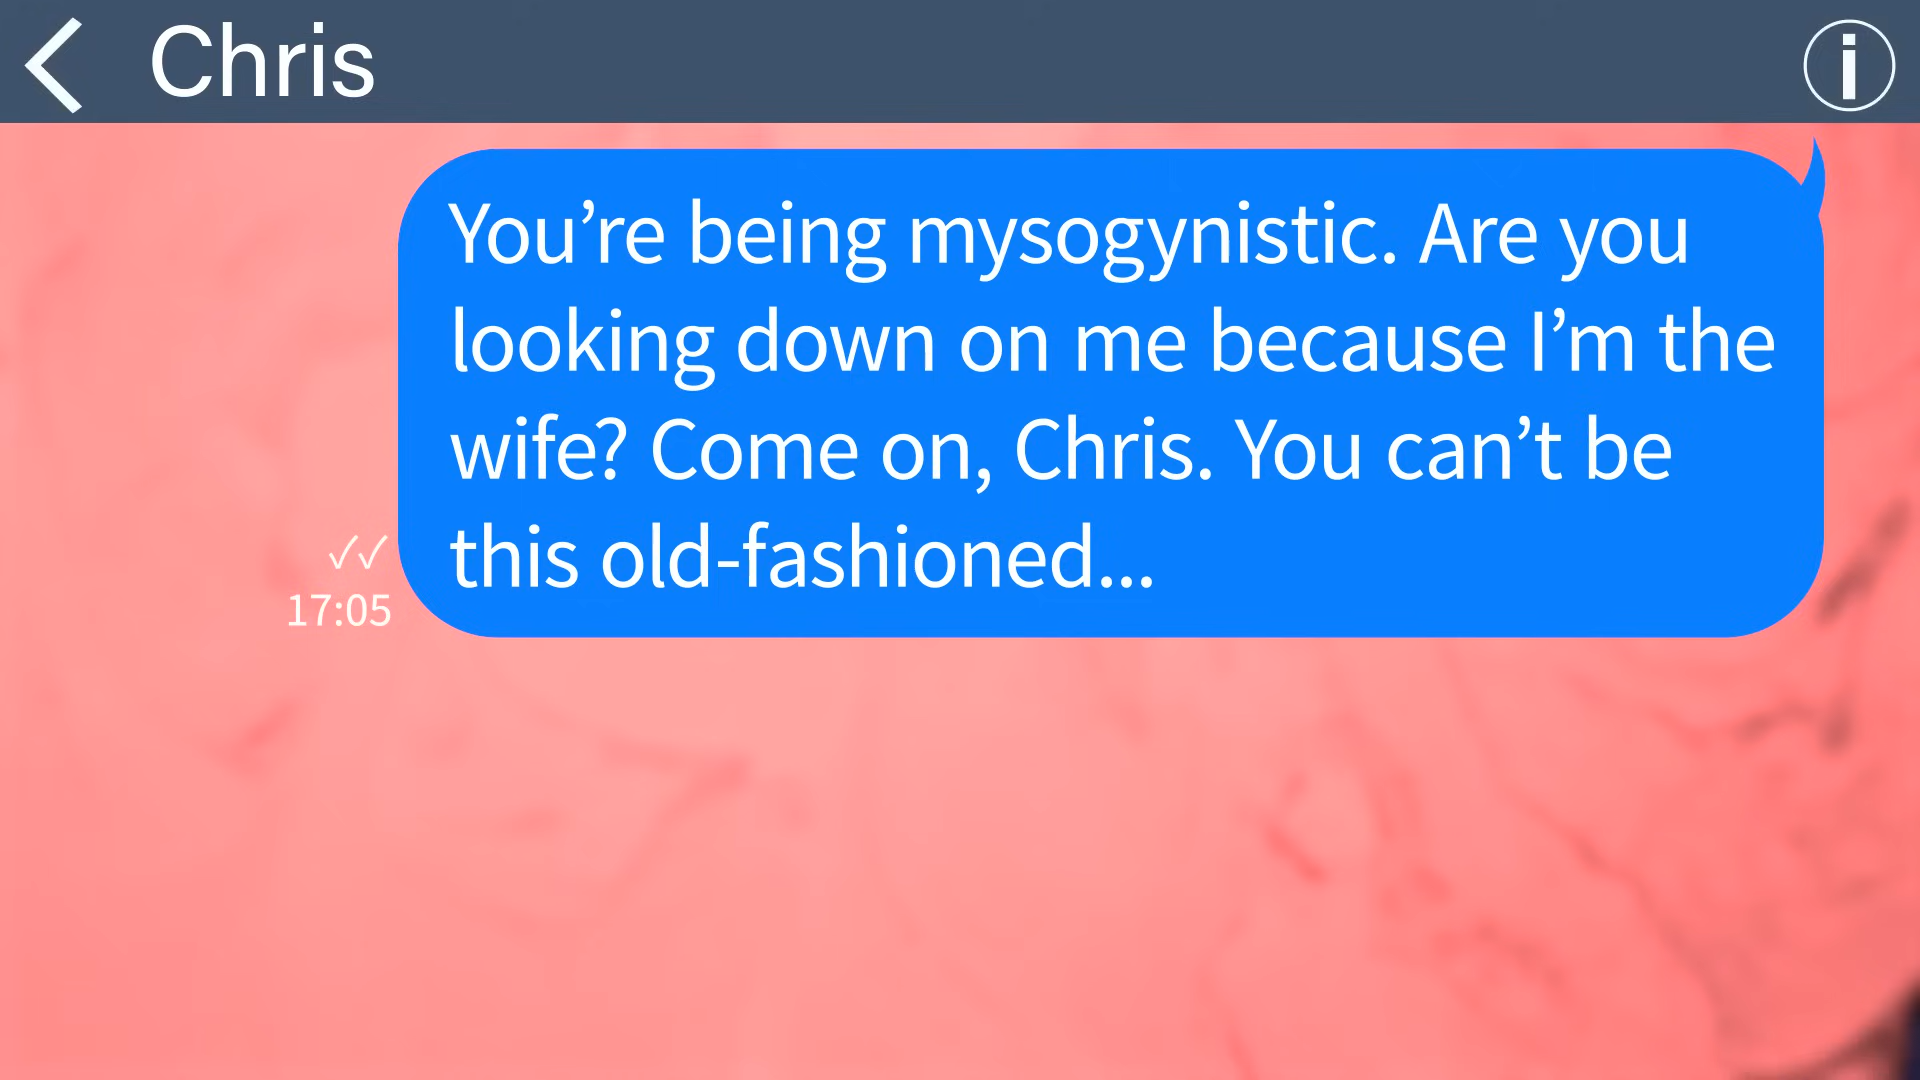 Chris
You’re being mysogynistic. Are you
looking down on me because I’m the
wife? Come on, Chris. You can’t be
this old-fashioned...
✓✓
17:05